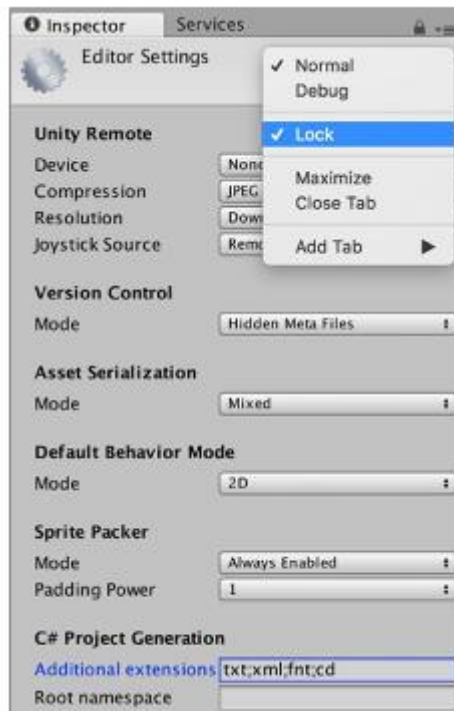 Inspector Services
Editor Settings
✓ Normal
Debug
✓ Lock
Maximize
Close Tab
Add Tab ▶
Unity Remote
Device None
Compression JPEG
Resolution
Joystick Source
Version Control
Mode Hidden Meta Files
Asset Serialization
Mode Mixed
Default Behavior Mode
Mode 2D
Sprite Packer
Mode Always Enabled
Padding Power 1
C# Project Generation
Additional extensions txt;xml;fnt;cd
Root namespace